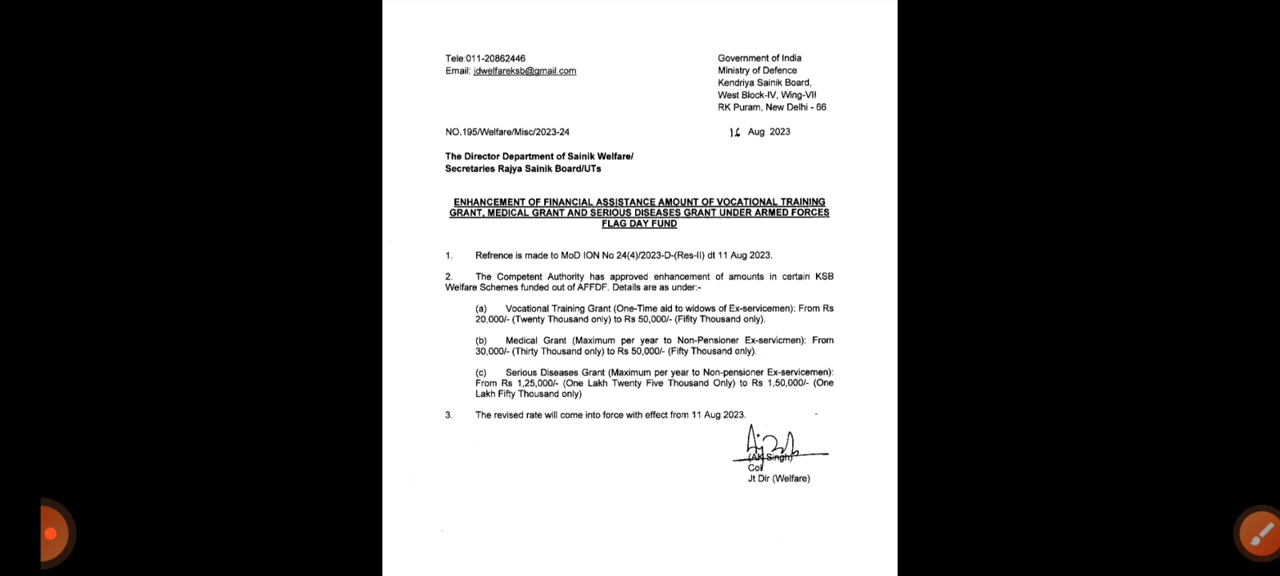 Tele:011-20862446
Email: jdwelfareksb@gmail.com
Government of India
Ministry of Defence
Kendriya Sainik Board,
West Block-IV, Wing-VII
RK Puram, New Delhi - 66
NO.195/Welfare/Misc/2023-24
16 Aug 2023
The Director Department of Sainik Welfare/
Secretaries Rajya Sainik Board/UTs
ENHANCEMENT OF FINANCIAL ASSISTANCE AMOUNT OF VOCATIONAL TRAINING
GRANT, MEDICAL GRANT AND SERIOUS DISEASES GRANT UNDER ARMED FORCES
FLAG DAY FUND
1. Refrence is made to MoD ION No 24(4)/2023-D-(Res-II) dt 11 Aug 2023.
2. The Competent Authority has approved enhancement of amounts in certain KSB
Welfare Schemes funded out of AFFDF. Details are as under:-
(a) Vocational Training Grant (One-Time aid to widows of Ex-servicemen): From Rs
20,000/- (Twenty Thousand only) to Rs 50,000/- (Fifity Thousand only).
(b) Medical Grant (Maximum per year to Non-Pensioner Ex-servicmen): From
30,000/- (Thirty Thousand only) to Rs 50,000/- (Fifty Thousand only).
(c) Serious Diseases Grant (Maximum per year to Non-pensioner Ex-servicemen):
From Rs 1,25,000/- (One Lakh Twenty Five Thousand Only) to Rs 1,50,000/- (One
Lakh Fifty Thousand only)
3. The revised rate will come into force with effect from 11 Aug 2023.
(AK Singh)
Col
Jt Dir (Welfare)